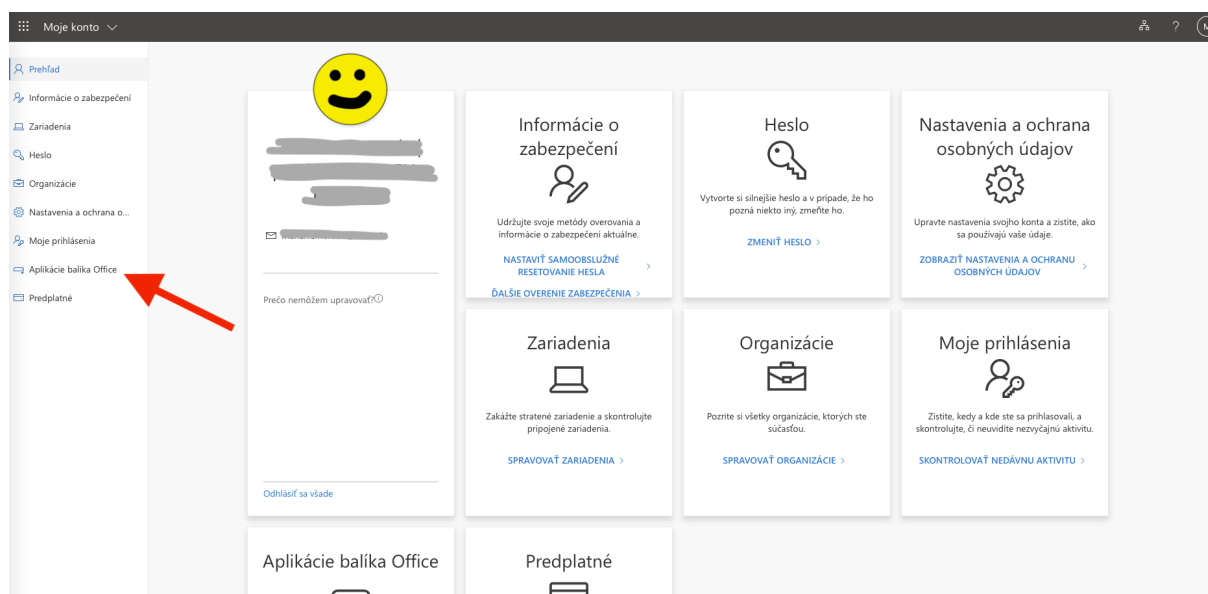 Moje konto
?
Prehľad
Informácie o zabezpečení
Zariadenia
Heslo
Organizácie
Nastavenia a ochrana o...
Moje prihlásenia
Aplikácie balíka Office
Predplatné
Prečo nemôžem upravovať?
Odhlásiť sa všade
Informácie o
zabezpečení
Udržujte svoje metódy overovania a
informácie o zabezpečení aktuálne.
NASTAVIŤ SAMOOBSLUŽNÉ
RESETOVANIE HESLA
ĎALŠIE OVERENIE ZABEZPEČENIA
Heslo
Vytvorte si silnejšie heslo a v prípade, že ho
pozná niekto iný, zmeňte ho.
ZMENIŤ HESLO
Nastavenia a ochrana
osobných údajov
Upravte nastavenia svojho konta a zistite, ako
sa používajú vaše údaje.
ZOBRAZIŤ NASTAVENIA A OCHRANU
OSOBNÝCH ÚDAJOV
Zariadenia
Zakážte stratené zariadenie a skontrolujte
pripojené zariadenia.
SPRAVOVAŤ ZARIADENIA
Organizácie
Pozrite si všetky organizácie, ktorých ste
súčasťou.
SPRAVOVAŤ ORGANIZÁCIE
Moje prihlásenia
Zistite, kedy a kde ste sa prihlasovali, a
skontrolujte, či neuvidíte nezvyčajnú aktivitu.
SKONTROLOVAŤ NEDÁVNU AKTIVITU
Aplikácie balíka Office
Predplatné